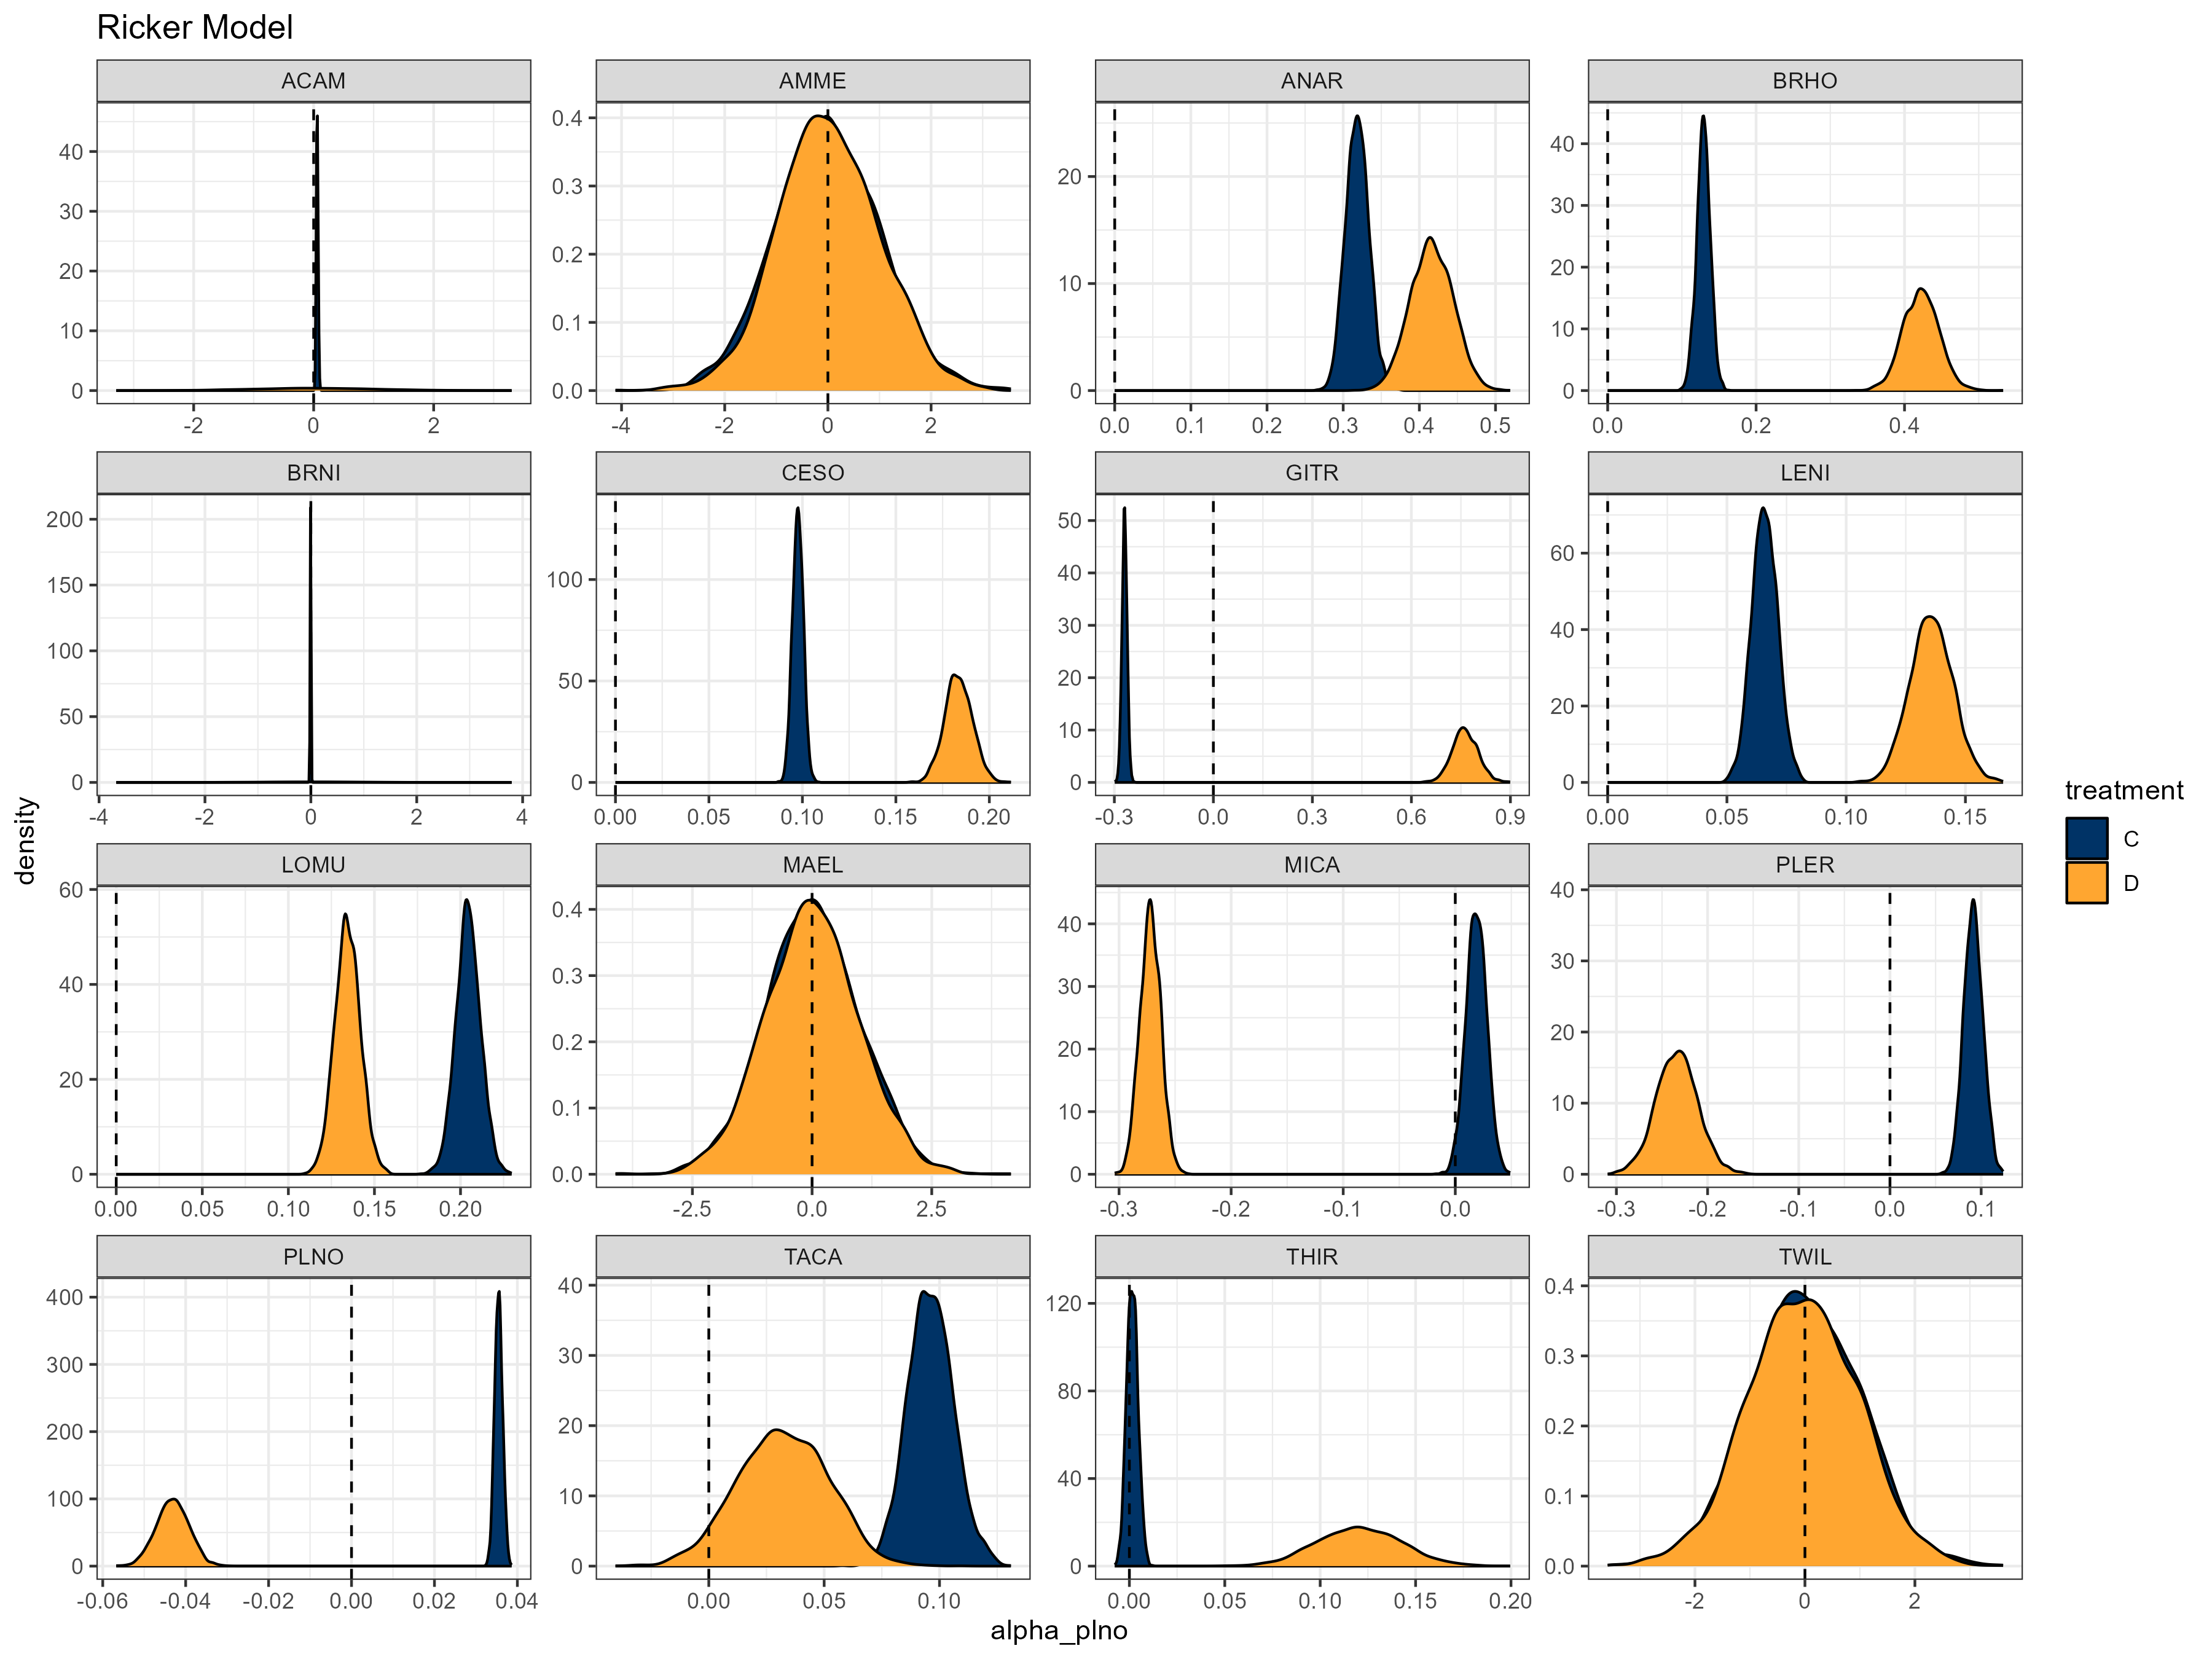 Ricker Model
ACAM AMME ANAR BRHO
40 30 20 10 0
-2 0 2
0.4 0.3 0.2 0.1 0.0
-4 -2 0 2
20 10 0
0.0 0.1 0.2 0.3 0.4 0.5
40 30 20 10 0
0.0 0.2 0.4
BRNI CESO GITR LENI
200 150 100 50 0
-4 -2 0 2 4
100 50 0
0.00 0.05 0.10 0.15 0.20
50 40 30 20 10 0
-0.3 0.0 0.3 0.6 0.9
60 40 20 0
0.00 0.05 0.10 0.15
LOMU MAEL MICA PLER
60 40 20 0
0.00 0.05 0.10 0.15 0.20
0.4 0.3 0.2 0.1 0.0
-2.5 0.0 2.5
40 30 20 10 0
-0.3 -0.2 -0.1 0.0
40 30 20 10 0
-0.3 -0.2 -0.1 0.0 0.1
PLNO TACA THIR TWIL
400 300 200 100 0
-0.06 -0.04 -0.02 0.00 0.02 0.04
40 30 20 10 0
0.00 0.05 0.10
120 80 40 0
0.00 0.05 0.10 0.15 0.20
0.4 0.3 0.2 0.1 0.0
-2 0 2
density
alpha_plno
treatment
C
D